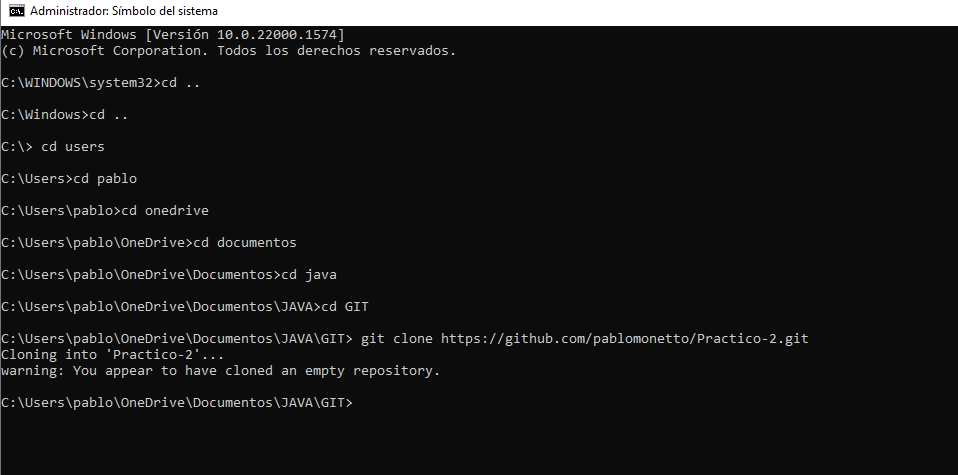 Administrador: Símbolo del sistema
Microsoft Windows [Versión 10.0.22000.1574]
(c) Microsoft Corporation. Todos los derechos reservados.
C:\WINDOWS\system32>cd ..
C:\Windows>cd ..
C:\> cd users
C:\Users>cd pablo
C:\Users\pablo>cd onedrive
C:\Users\pablo\OneDrive>cd documentos
C:\Users\pablo\OneDrive\Documentos>cd java
C:\Users\pablo\OneDrive\Documentos\JAVA>cd GIT
C:\Users\pablo\OneDrive\Documentos\JAVA\GIT> git clone https://github.com/pablomonetto/Practico-2.git
Cloning into 'Practico-2'...
warning: You appear to have cloned an empty repository.
C:\Users\pablo\OneDrive\Documentos\JAVA\GIT>